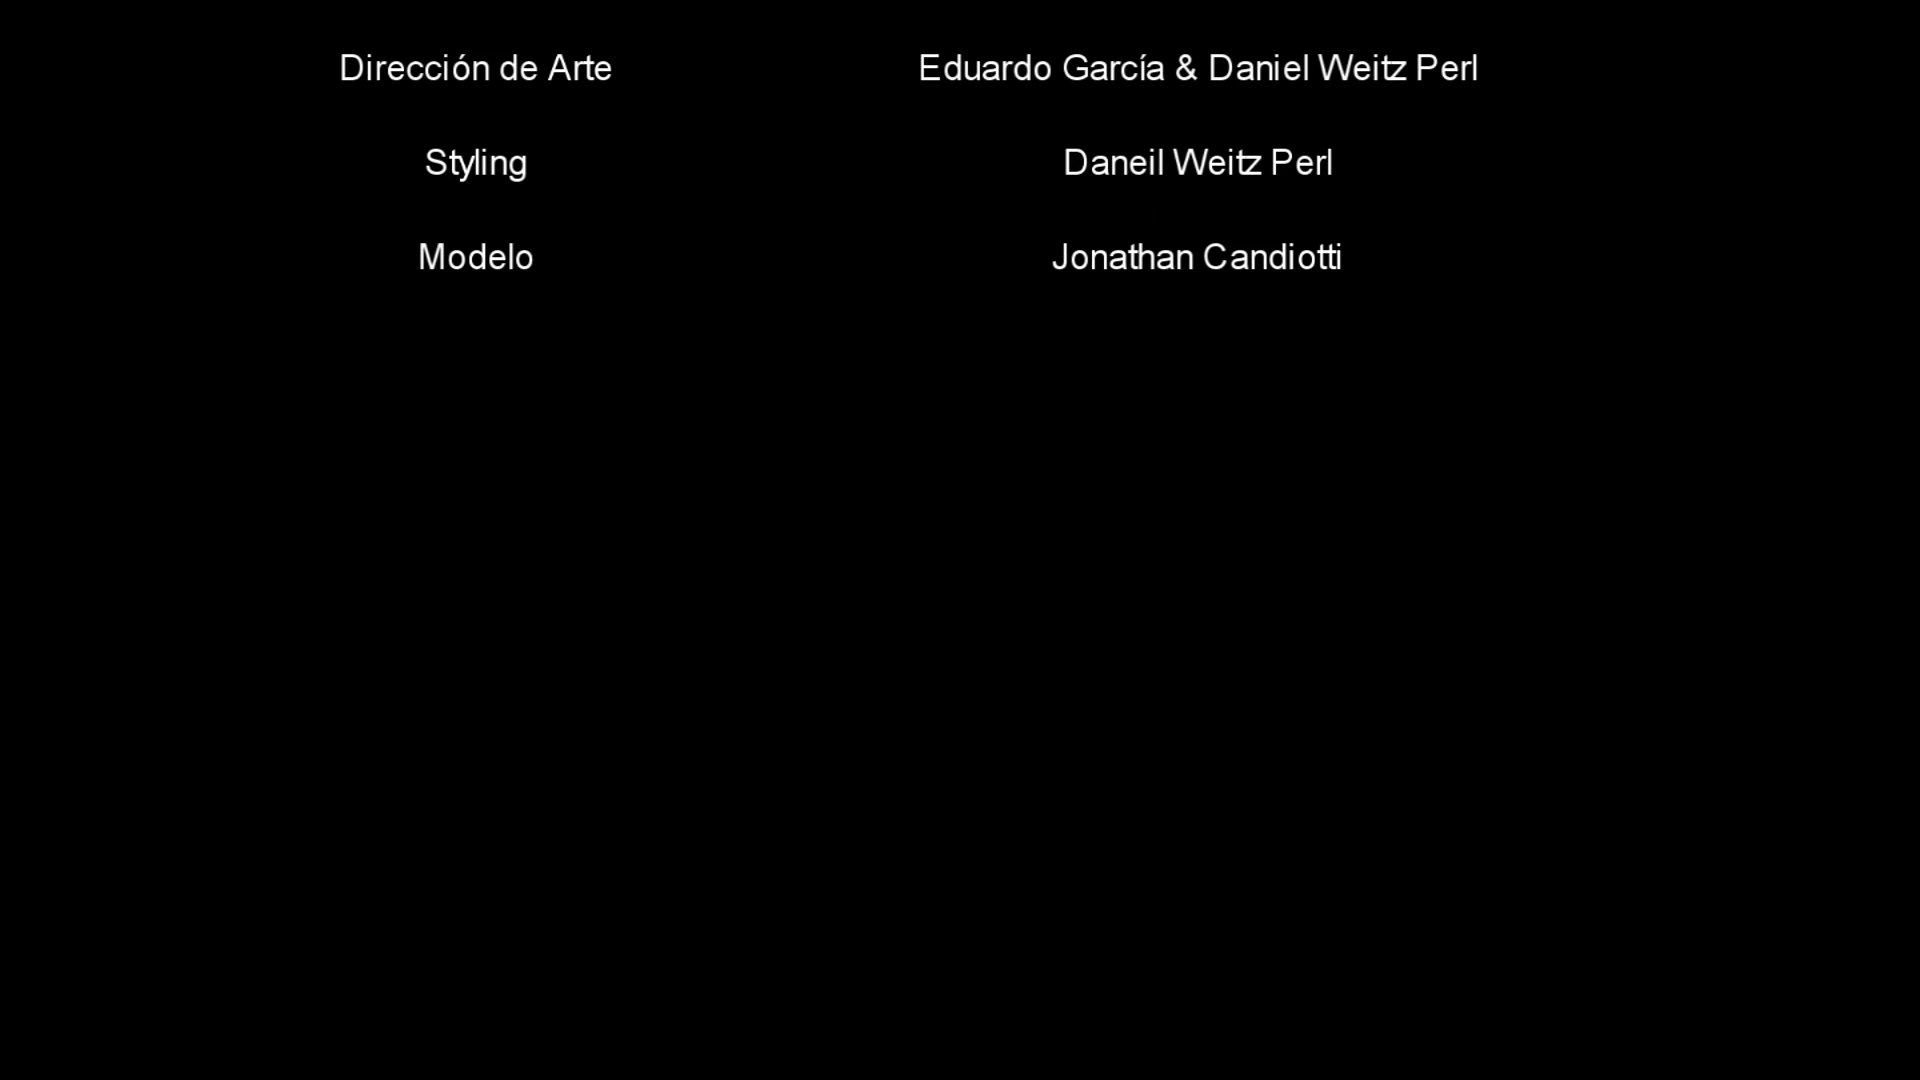 Dirección de Arte Eduardo García & Daniel Weitz Perl
Styling Daneil Weitz Perl
Modelo Jonathan Candiotti